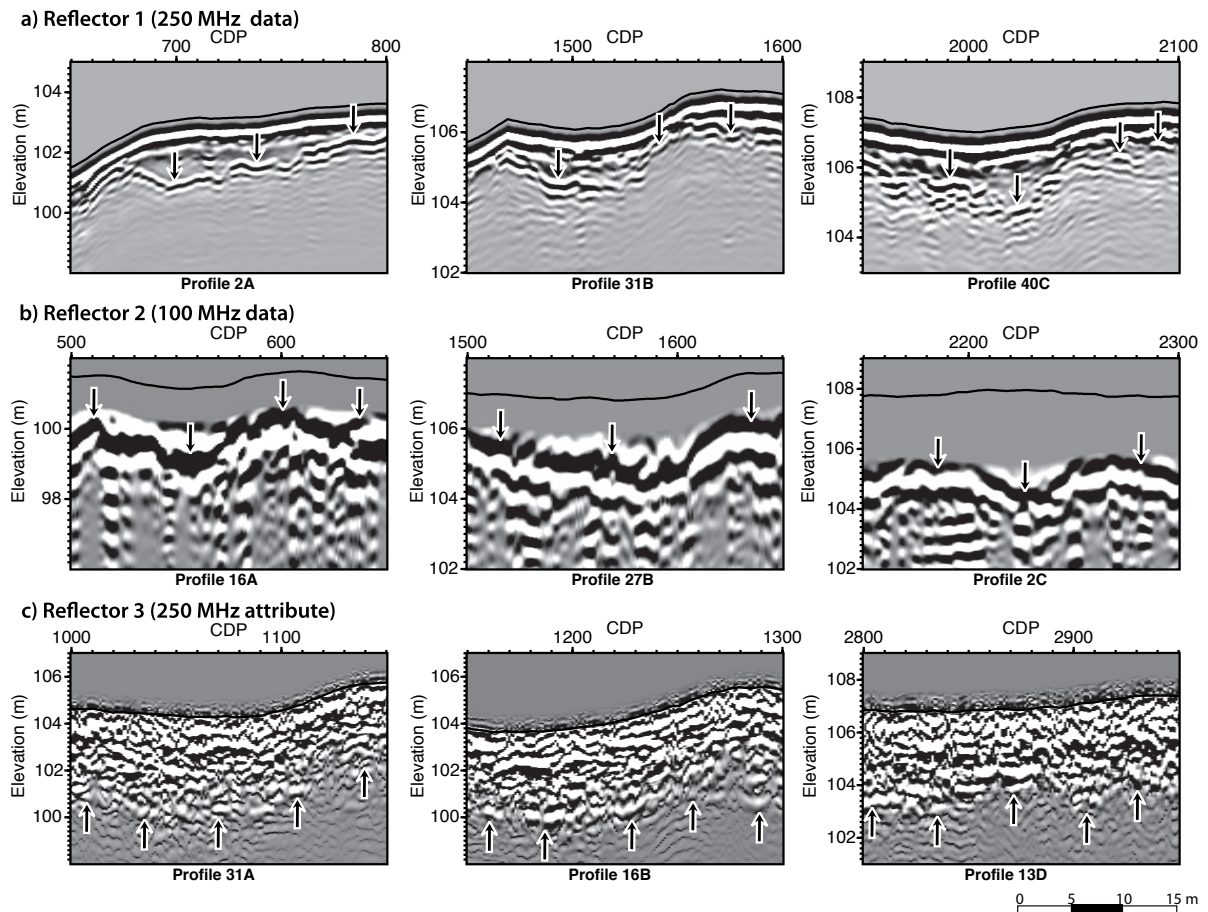 a) Reflector 1 (250 MHz data)
CDP
700 800
CDP
1500 1600
CDP
2000 2100
Elevation (m)
104
102
100
Elevation (m)
106
104
102
Elevation (m)
108
106
104
Profile 2A
Profile 31B
Profile 40C
b) Reflector 2 (100 MHz data)
CDP
500 600
CDP
1500 1600
CDP
2200 2300
Elevation (m)
100
98
Elevation (m)
106
104
102
Elevation (m)
108
106
104
102
Profile 16A
Profile 27B
Profile 2C
c) Reflector 3 (250 MHz attribute)
CDP
1000 1100
CDP
1200 1300
CDP
2800 2900
Elevation (m)
106
104
102
100
Elevation (m)
106
104
102
100
Elevation (m)
108
106
104
102
Profile 31A
Profile 16B
Profile 13D
0 5 10 15 m